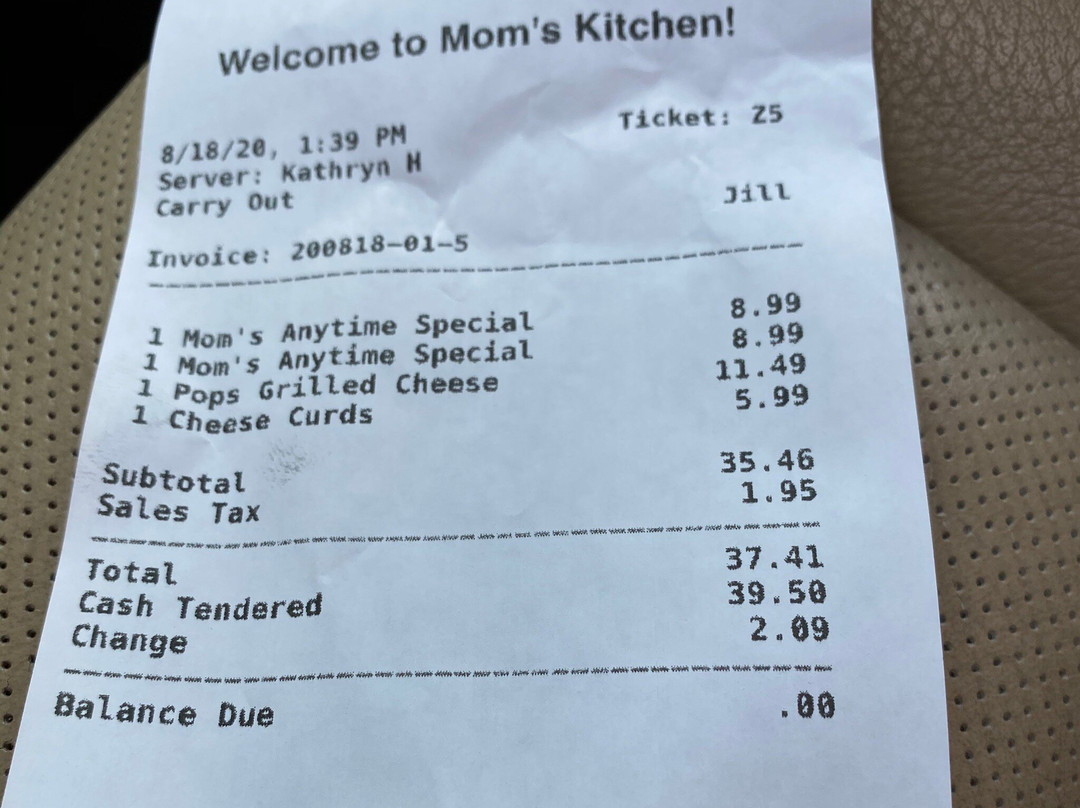 Welcome to Mom's Kitchen!
Ticket: Z5
8/18/20, 1:39 PM
Server: Kathryn H
Carry Out Jill
Invoice: 200818-01-5
1 Mom's Anytime Special 8.99
1 Mom's Anytime Special 8.99
1 Pops Grilled Cheese 11.49
1 Cheese Curds 5.99
Subtotal 35.46
Sales Tax 1.95
Total 37.41
Cash Tendered 39.50
Change 2.09
Balance Due .00